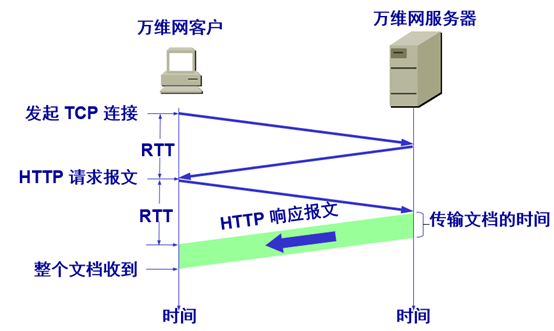 万维网客户
万维网服务器
发起 TCP 连接
RTT
HTTP 请求报文
RTT
HTTP 响应报文
传输文档的时间
整个文档收到
时间
时间